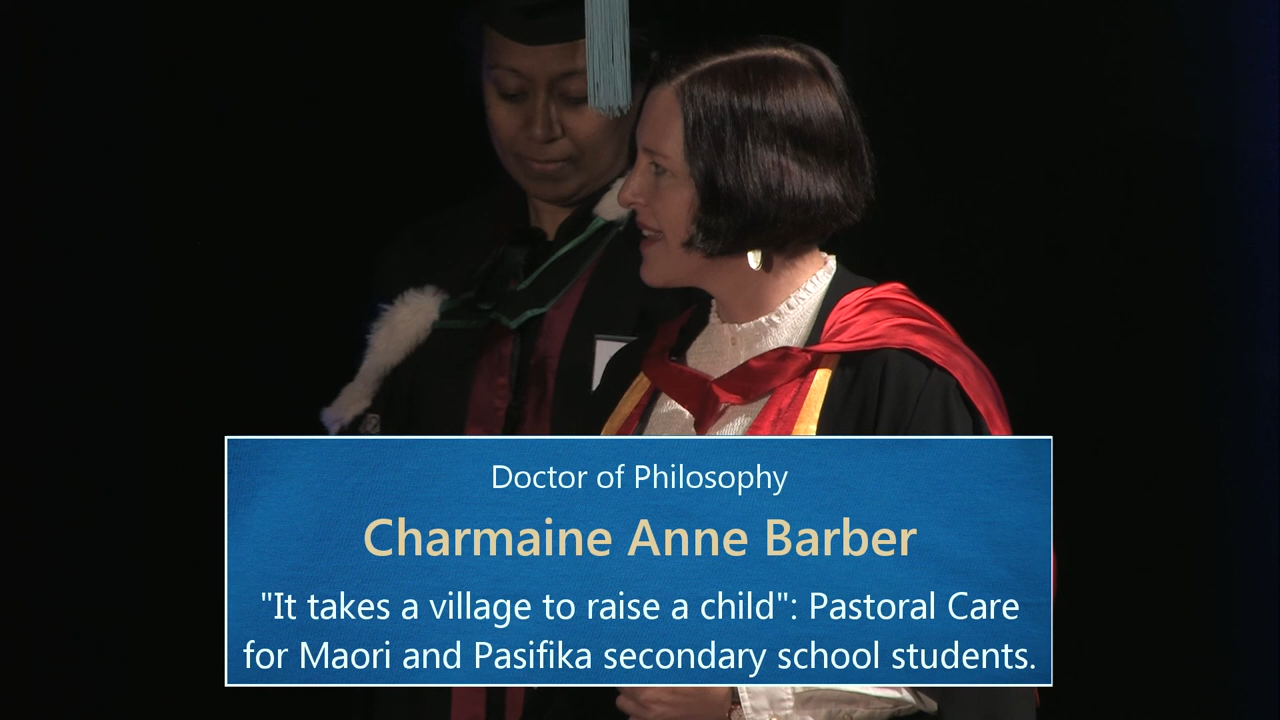 Doctor of Philosophy
Charmaine Anne Barber
"It takes a village to raise a child": Pastoral Care
for Maori and Pasifika secondary school students.